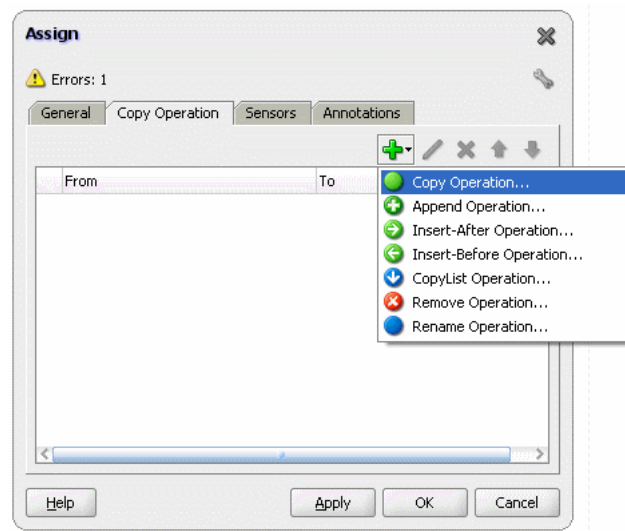 Assign
Errors: 1
General Copy Operation Sensors Annotations
From To
Copy Operation...
Append Operation...
Insert-After Operation...
Insert-Before Operation...
CopyList Operation...
Remove Operation...
Rename Operation...
Help Apply OK Cancel